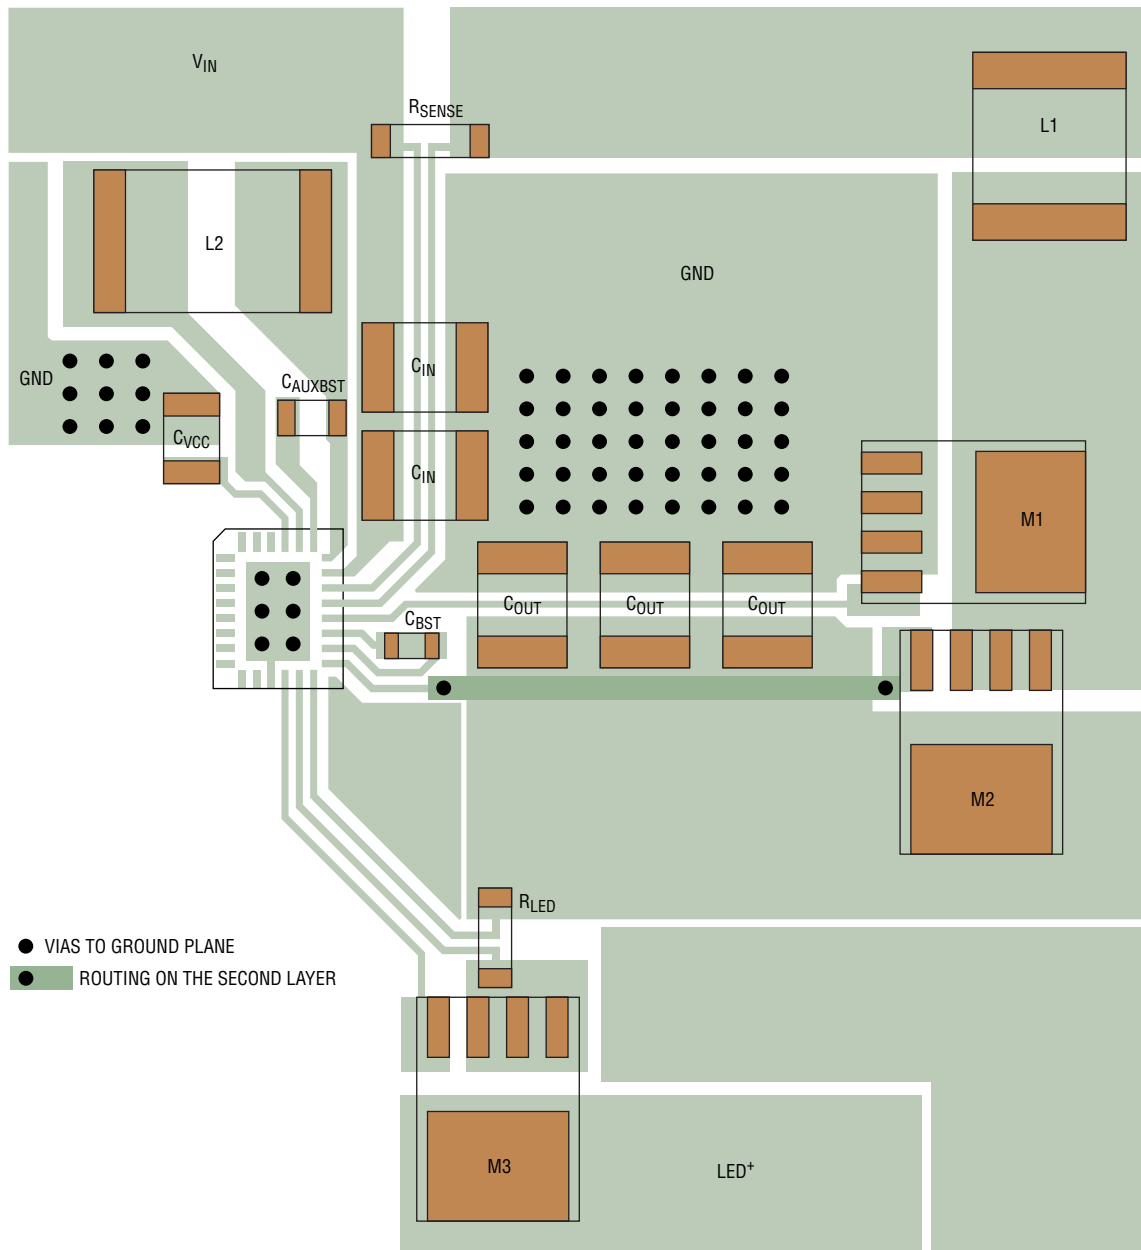 VIN
RSENSE
L1
L2
GND
CIN
GND
CAUXBST
CVCC
CIN
M1
COUT
COUT
COUT
CBST
M2
RLED
VIAS TO GROUND PLANE
ROUTING ON THE SECOND LAYER
M3
LED+